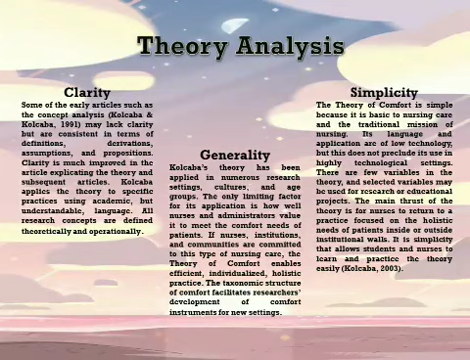 Theory Analysis
Clarity
Some of the early articles such as
the concept analysis (Kolcaba &
Kolcaba, 1991) may lack clarity
but are consistent in terms of
definitions, derivations,
assumptions, and propositions.
Clarity is much improved in the
article explicating the theory and
subsequent articles. Kolcaba
applies the theory to specific
practices using academic, but
understandable, language. All
research concepts are defined
theoretically and operationally.
Generality
Kolcaba's theory has been
applied in numerous research
settings, cultures, and age
groups. The only limiting factor
for its application is how well
nurses and administrators value
it to meet the comfort needs of
patients. If nurses, institutions,
and communities are committed
to this type of nursing care, the
Theory of Comfort enables
efficient, individualized, holistic
practice. The taxonomic structure
of comfort facilitates researchers'
development of comfort
instruments for new settings.
Simplicity
The Theory of Comfort is simple
because it is basic to nursing care
and the traditional mission of
nursing. Its language and
application are of low technology,
but this does not preclude its use in
highly technological settings.
There are few variables in the
theory, and selected variables may
be used for research or educational
projects. The main thrust of the
theory is for nurses to return to a
practice focused on the holistic
needs of patients inside or outside
institutional walls. It is simplicity
that allows students and nurses to
learn and practice the theory
easily (Kolcaba, 2003).